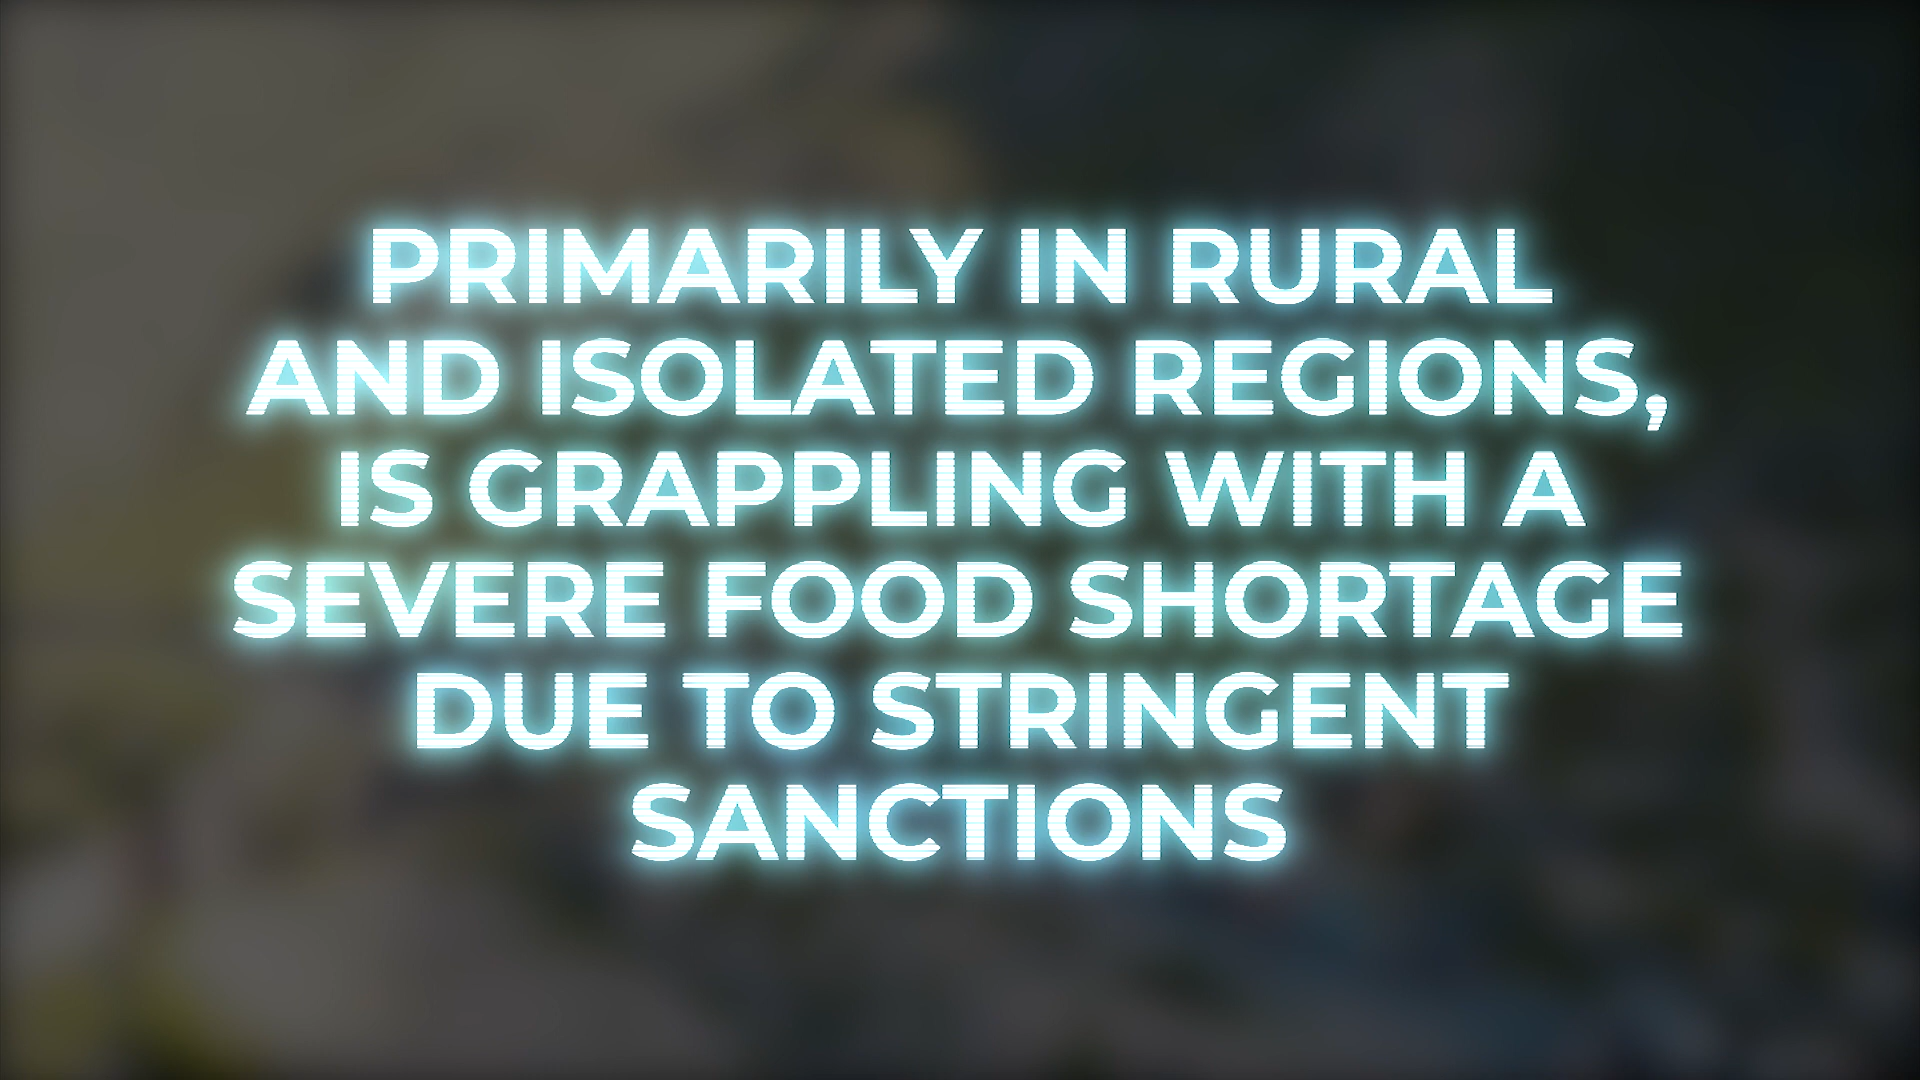 PRIMARILY IN RURAL
AND ISOLATED REGIONS,
IS GRAPPLING WITH A
SEVERE FOOD SHORTAGE
DUE TO STRINGENT
SANCTIONS